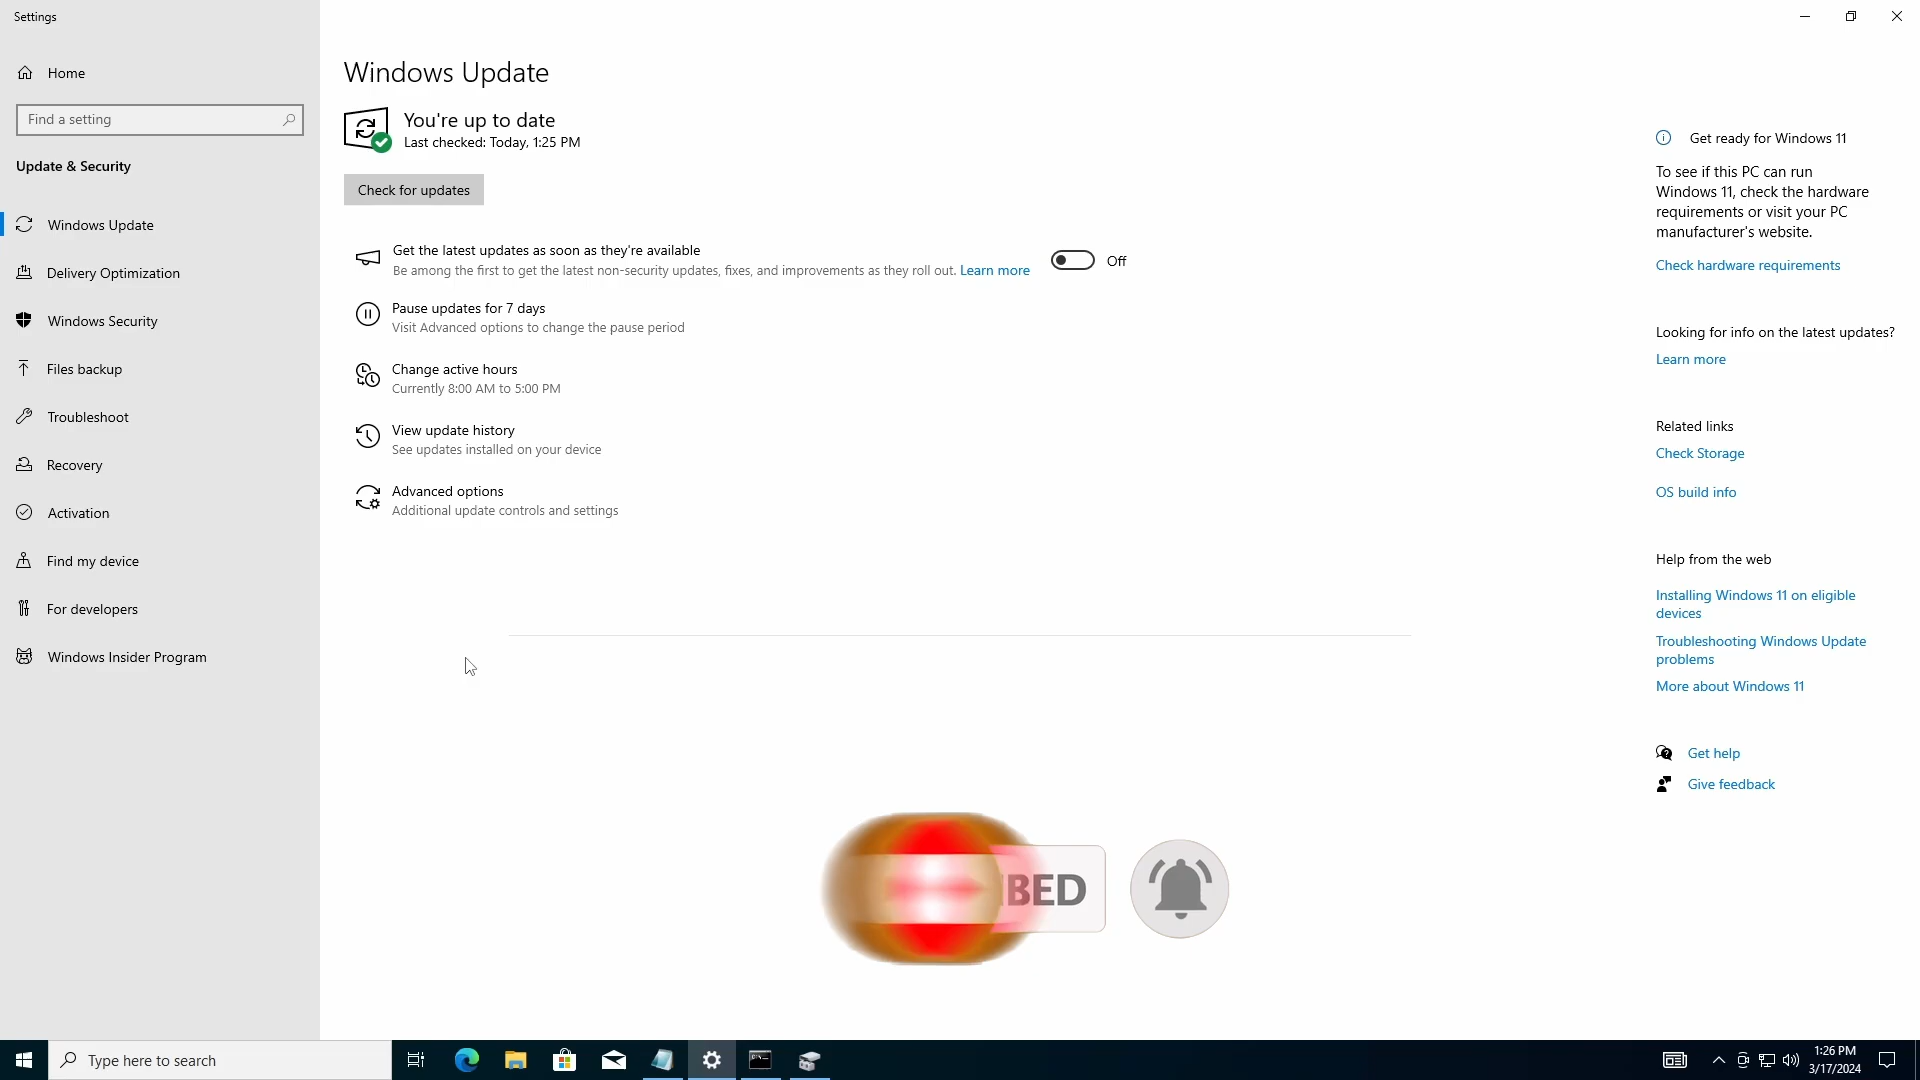 Settings
Home
Find a setting
Update & Security
Windows Update
Delivery Optimization
Windows Security
Files backup
Troubleshoot
Recovery
Activation
Find my device
For developers
Windows Insider Program
Windows Update
You're up to date
Last checked: Today, 1:25 PM
Check for updates
Get the latest updates as soon as they're available
Be among the first to get the latest non-security updates, fixes, and improvements as they roll out. Learn more
Off
Pause updates for 7 days
Visit Advanced options to change the pause period
Change active hours
Currently 8:00 AM to 5:00 PM
View update history
See updates installed on your device
Advanced options
Additional update controls and settings
Get ready for Windows 11
To see if this PC can run
Windows 11, check the hardware
requirements or visit your PC
manufacturer's website.
Check hardware requirements
Looking for info on the latest updates?
Learn more
Related links
Check Storage
OS build info
Help from the web
Installing Windows 11 on eligible
devices
Troubleshooting Windows Update
problems
More about Windows 11
Get help
Give feedback
BED
Type here to search
1:26 PM
3/17/2024